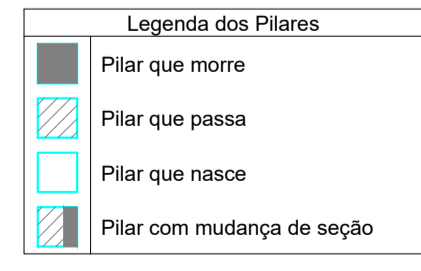 Legenda dos Pilares
Pilar que morre
Pilar que passa
Pilar que nasce
Pilar com mudança de seção